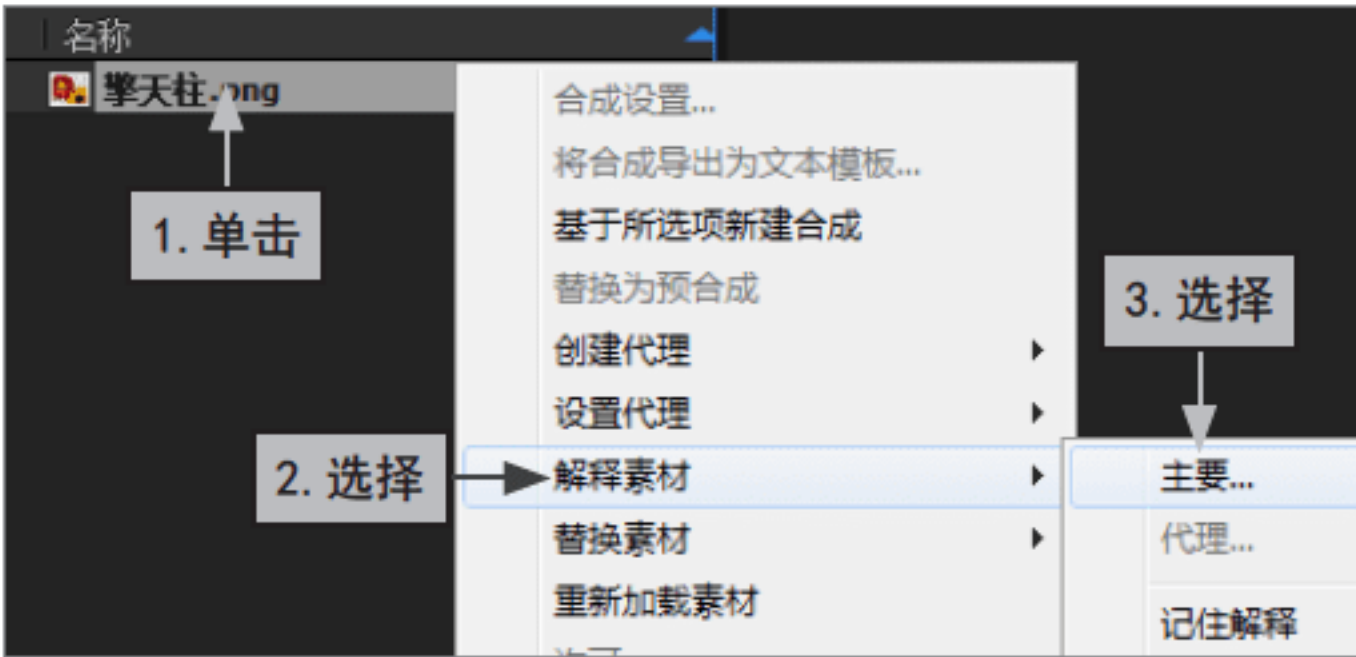 名称
擎天柱.png
合成设置...
将合成导出为文本模板...
1. 单击
基于所选项新建合成
替换为预合成
3. 选择
创建代理
设置代理
2. 选择
解释素材
主要...
替换素材
代理...
重新加载素材
记住解释